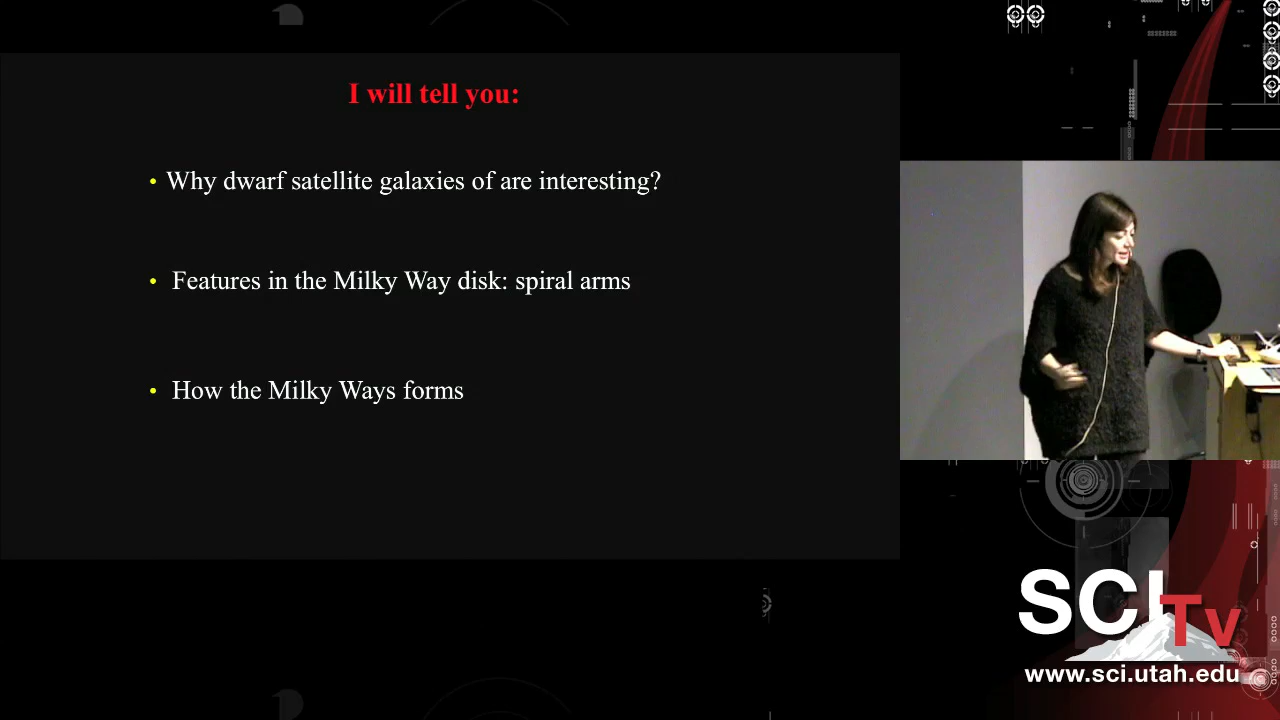 I will tell you:
• Why dwarf satellite galaxies of are interesting?
• Features in the Milky Way disk: spiral arms
• How the Milky Ways forms
SCI Tv
www.sci.utah.edu